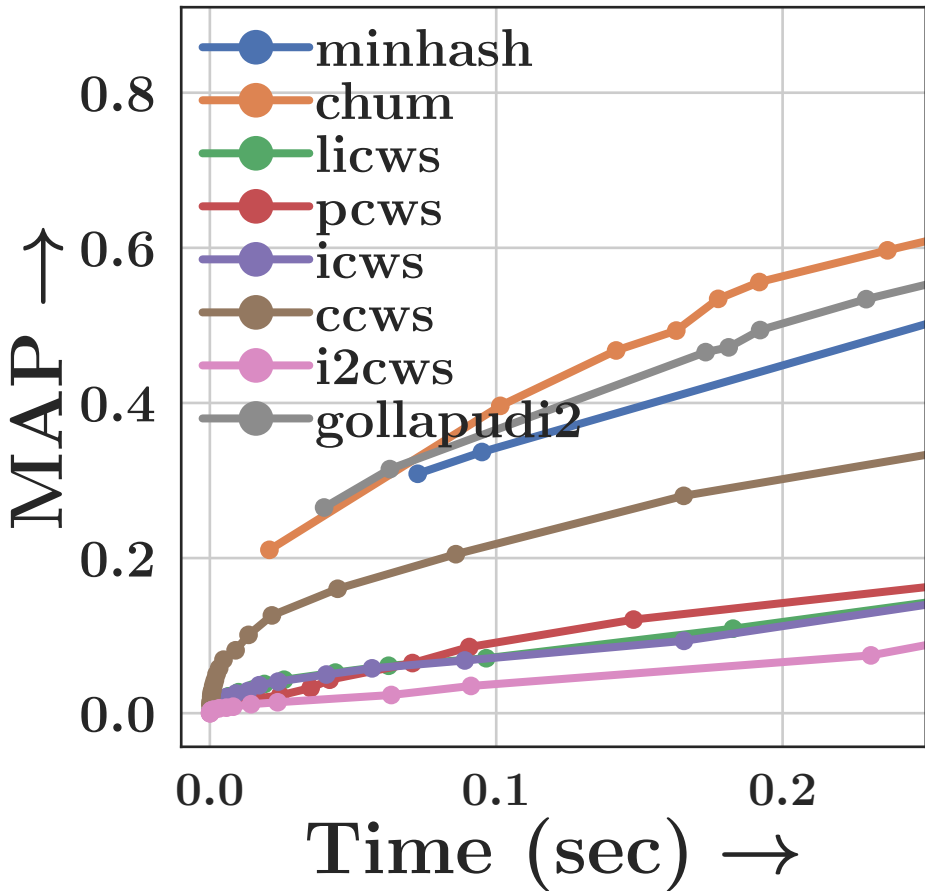 minhash
chum
licws
pcws
icws
ccws
i2cws
gollapudi2
MAP →
0.8
0.6
0.4
0.2
0.0
0.0 0.1 0.2
Time (sec) →